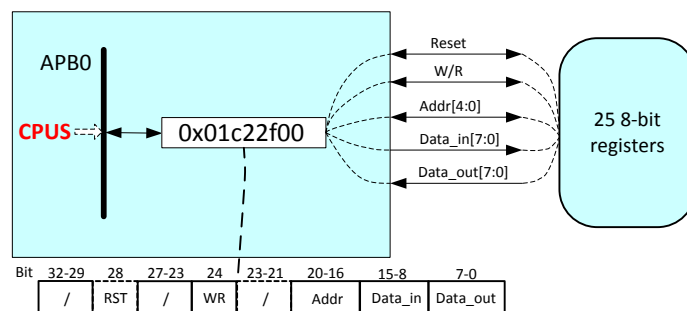 Reset
APB0
W/R
Addr[4:0]
CPUS
0x01c22f00
25 8-bit
registers
Data_in[7:0]
Data_out[7:0]
Bit 32-29 28 27-23 24 23-21 20-16 15-8 7-0
/ RST / WR / Addr Data_in Data_out